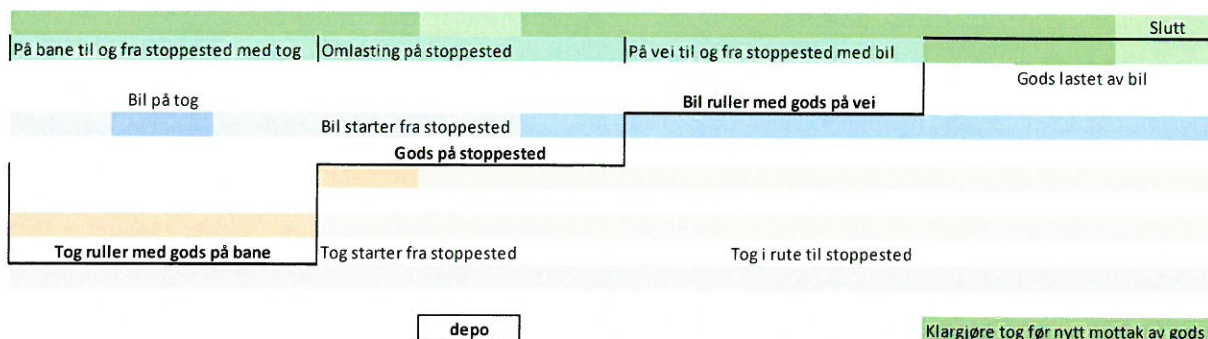 Slutt
På bane til og fra stoppested med tog
Omlasting på stoppested
På vei til og fra stoppested med bil
Gods lastet av bil
Bil på tog
Bil ruller med gods på vei
Bil starter fra stoppested
Gods på stoppested
Tog ruller med gods på bane
Tog starter fra stoppested
Tog i rute til stoppested
depo
Klargjøre tog før nytt mottak av gods